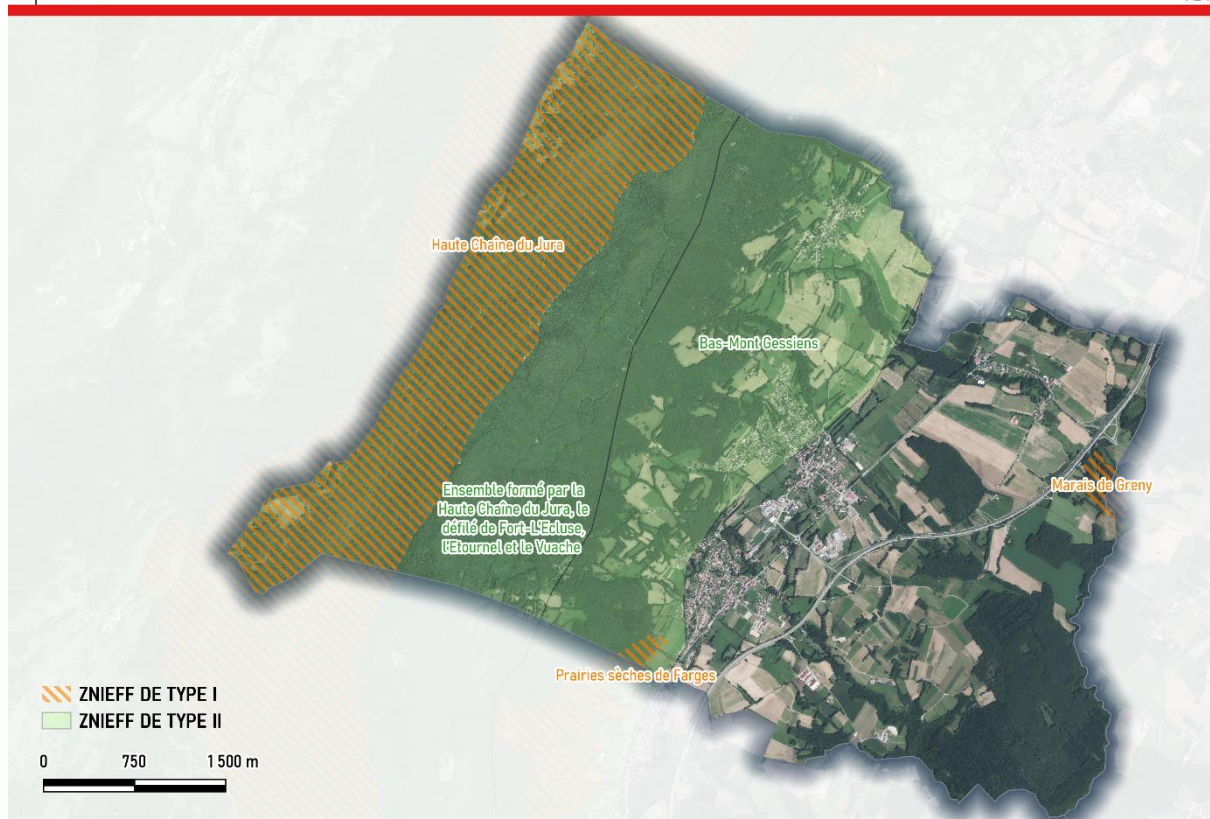 Haute Chaîne du Jura
Bas-Mont Gessiens
Ensemble formé par la
Haute Chaîne du Jura, le
défilé de Fort-L'Ecluse,
l'Etournel et le Vuache
Marais de Greny
Prairies sèches de Farges
ZNIEFF DE TYPE I
ZNIEFF DE TYPE II
0 750 1 500 m